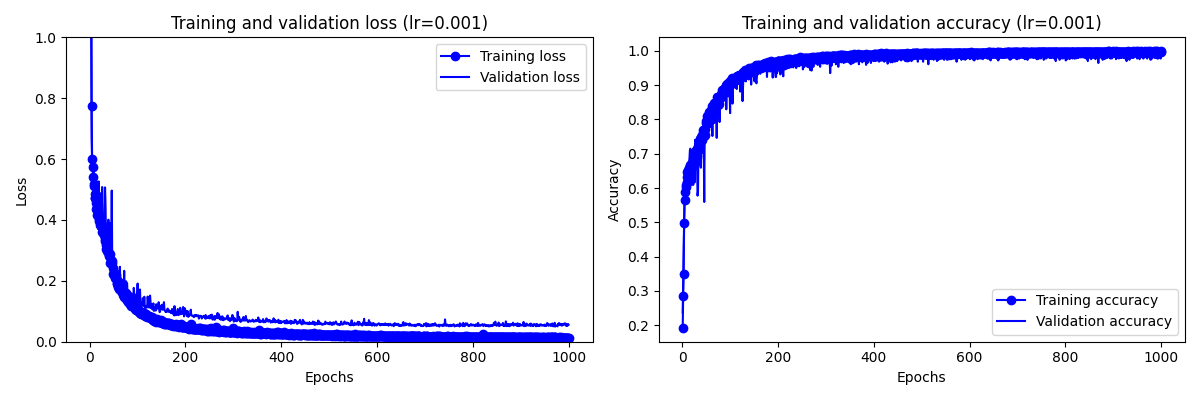 Training and validation loss (lr=0.001)
1.0
0.8
0.6
0.4
0.2
0.0
Loss
0
200
400
600
800
1000
Epochs
Training loss
Validation loss
Training and validation accuracy (lr=0.001)
1.0
0.9
0.8
0.7
0.6
0.5
0.4
0.3
0.2
Accuracy
0
200
400
600
800
1000
Epochs
Training accuracy
Validation accuracy